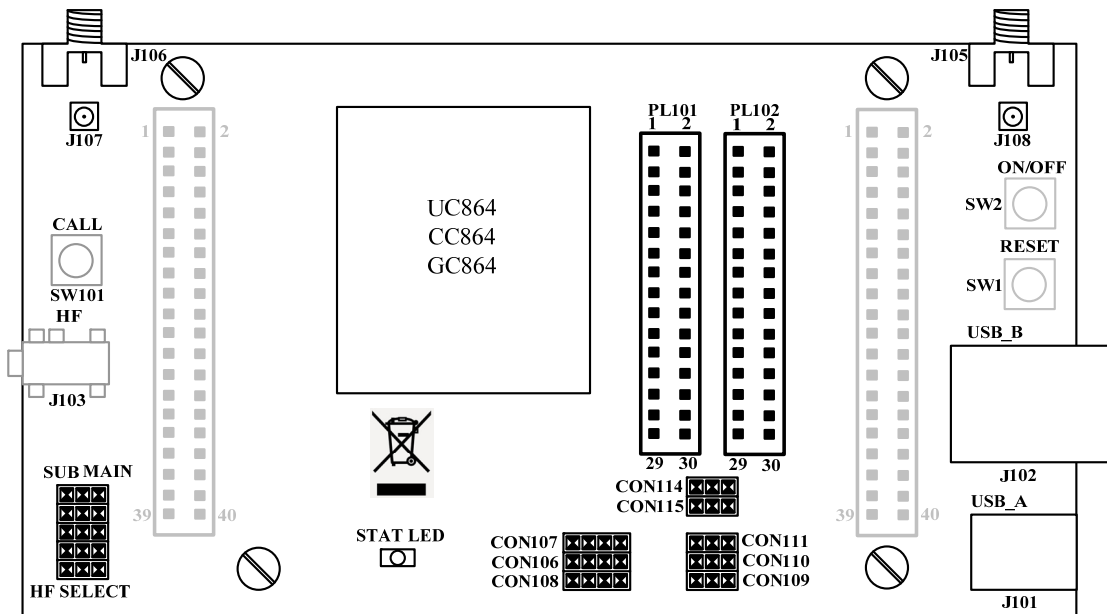 J106
J105
J107
1 2
PL101
1 2
PL102
1 2
1 2
J108
ON/OFF
SW2
RESET
SW1
UC864
CC864
GC864
CALL
SW101
HF
J103
USB_B
J102
SUB MAIN
HF SELECT
39 40
29 30
29 30
39 40
CON114
CON115
STAT LED
CON107
CON106
CON108
CON111
CON110
CON109
USB_A
J101